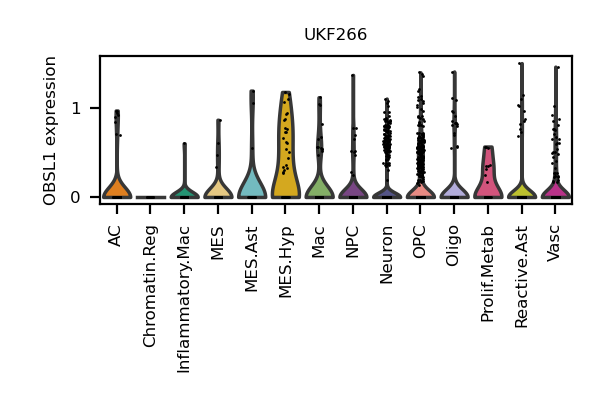 UKF266
OBSL1 expression
1
0
AC
Chromatin.Reg
Inflammatory.Mac
MES
MES.Ast
MES.Hyp
Mac
NPC
Neuron
OPC
Oligo
Prolif.Metab
Reactive.Ast
Vasc